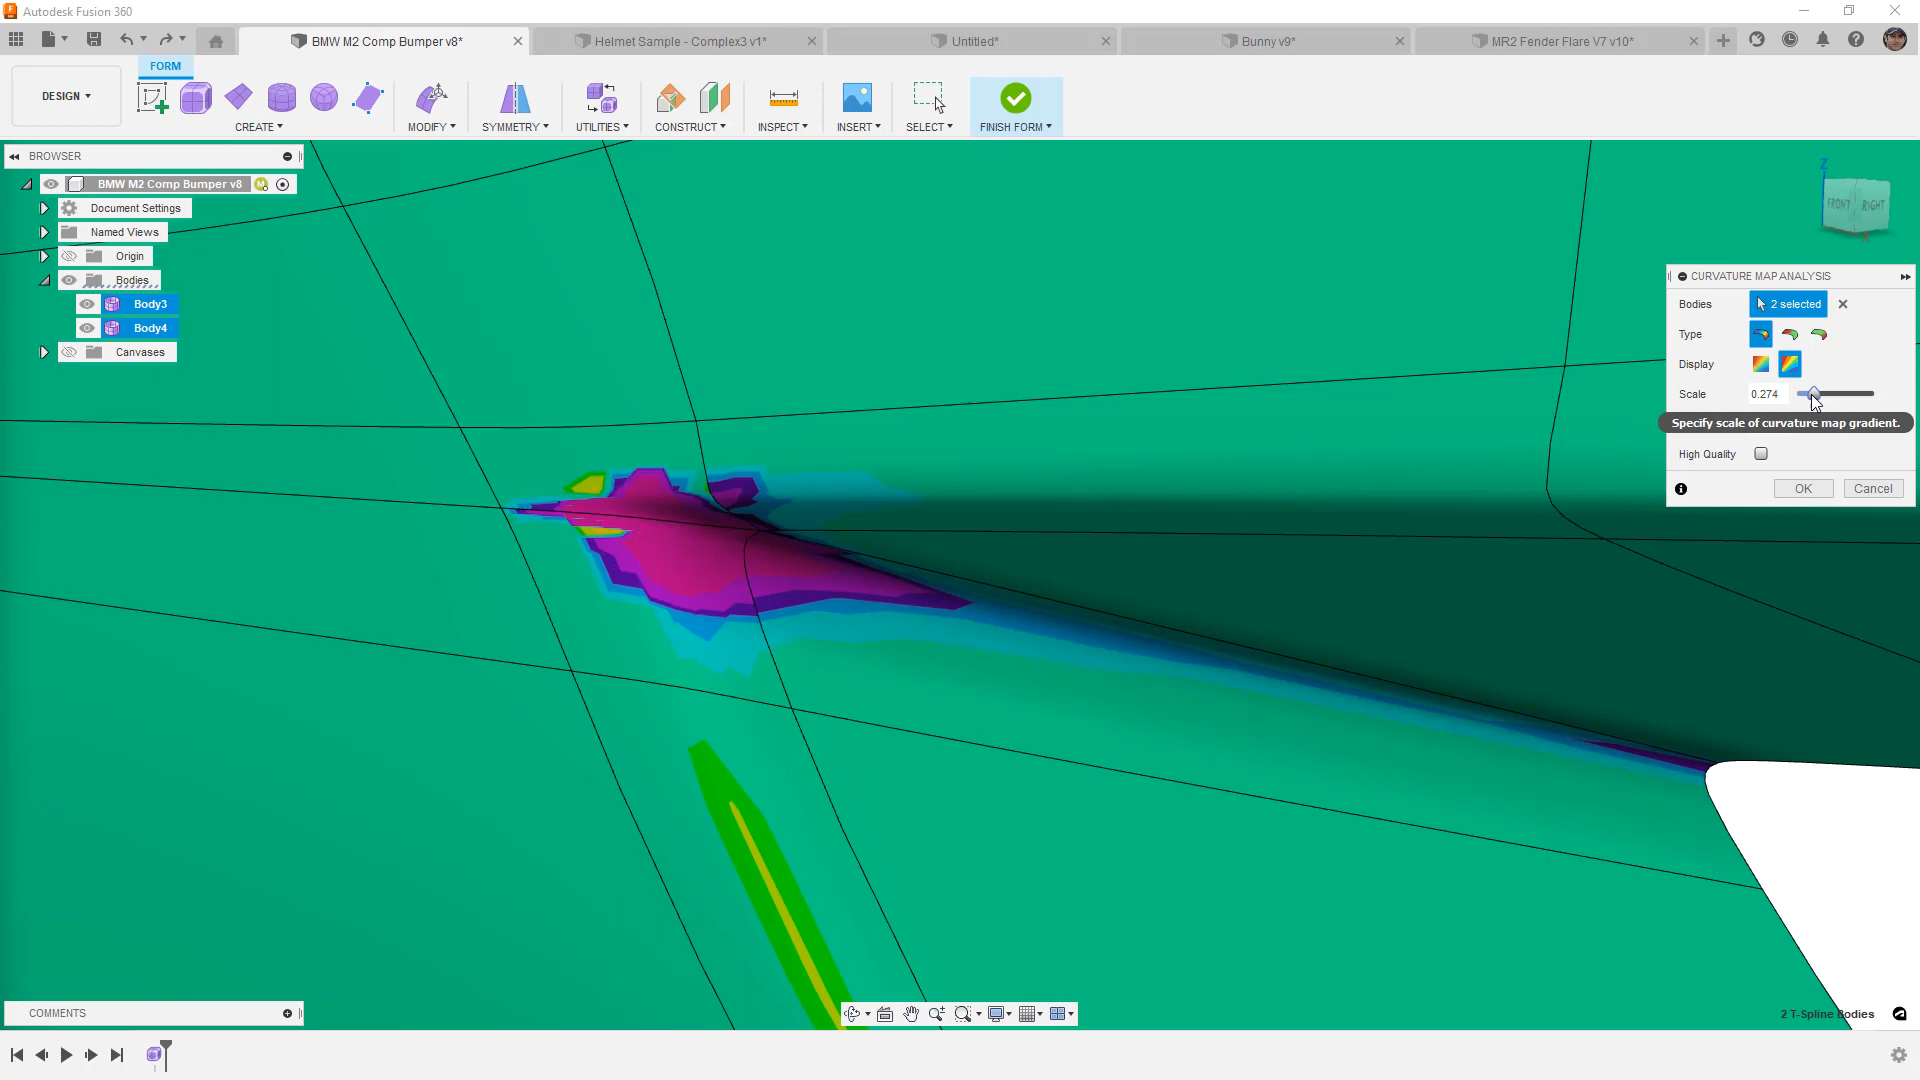 Autodesk Fusion 360
BMW M2 Comp Bumper v8*
Helmet Sample - Complex3 v1*
Untitled*
Bunny v9*
MR2 Fender Flare V7 v10*
FORM
DESIGN
CREATE
MODIFY
SYMMETRY
UTILITIES
CONSTRUCT
INSPECT
INSERT
SELECT
FINISH FORM
BROWSER
BMW M2 Comp Bumper v8
Document Settings
Named Views
Origin
Bodies
Body3
Body4
Canvases
Z
FRONT
RIGHT
X
CURVATURE MAP ANALYSIS
Bodies 2 selected
Type
Display
Scale 0.274
Specify scale of curvature map gradient.
High Quality
OK Cancel
COMMENTS
2 T-Spline Bodies